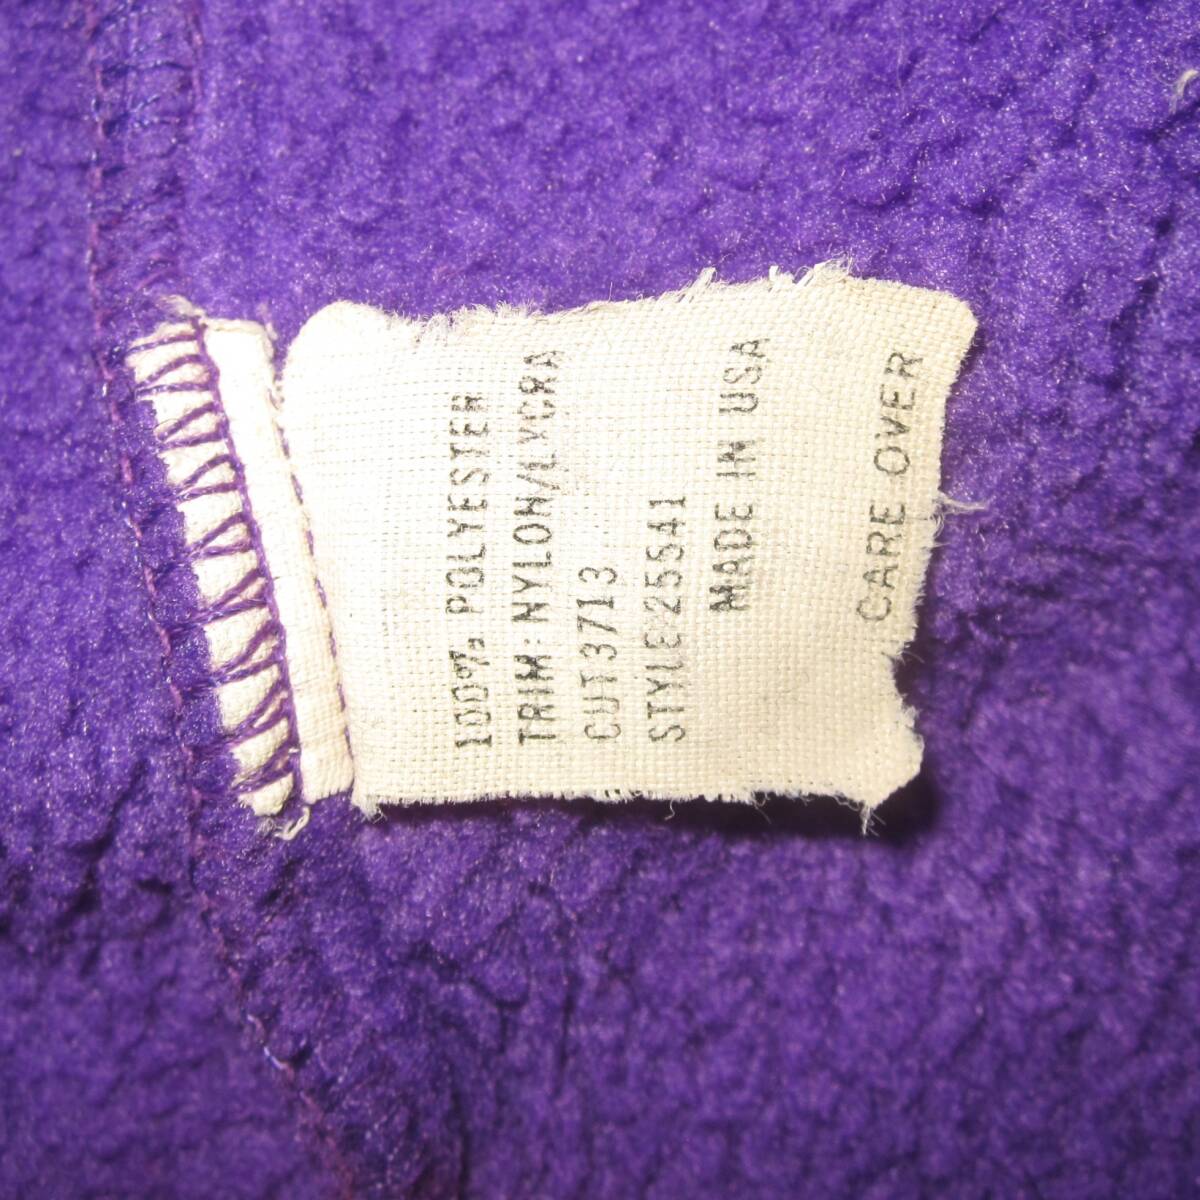 100% POLYESTER
TRIM: NYLON/LYCRA
CUT3713
STYLE25541
MADE IN USA
CARE OVER